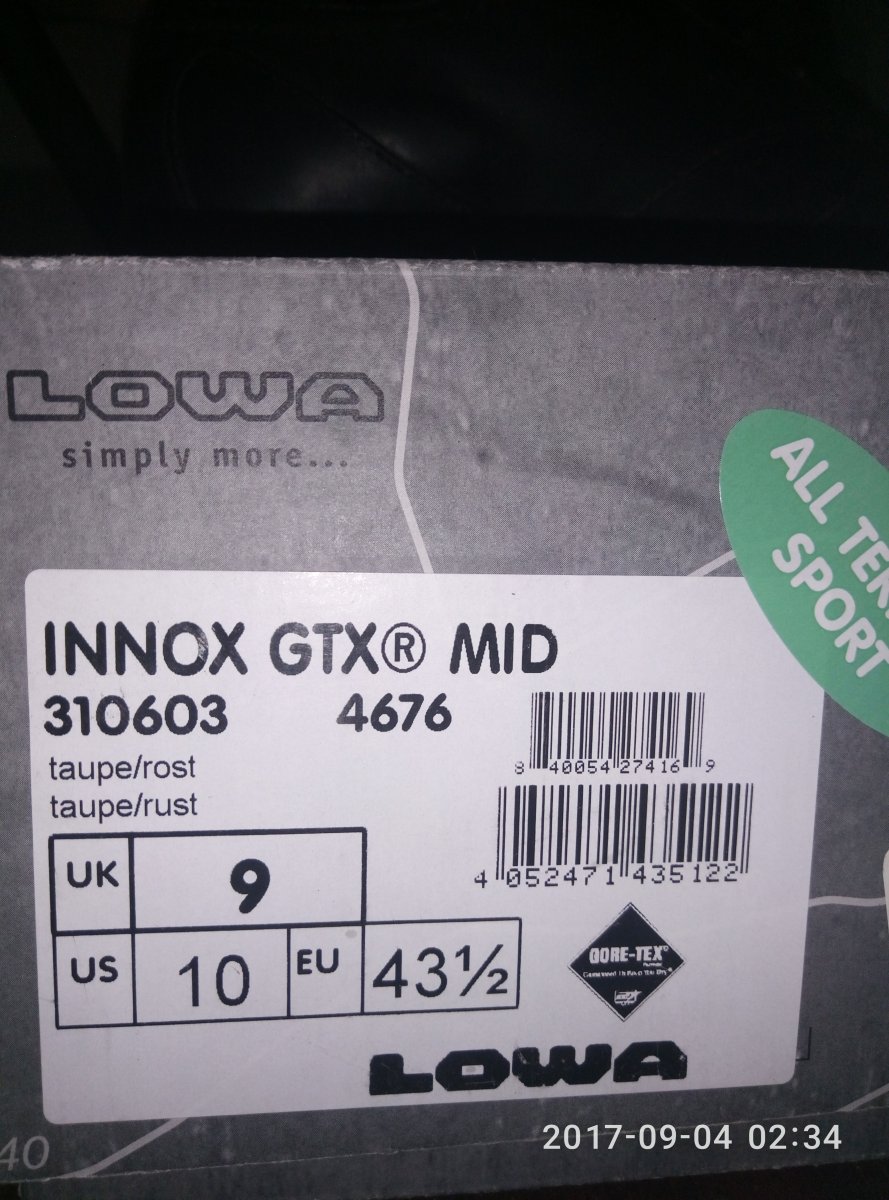 LOWA
simply more...
ALL
SPORT
INNOX GTX® MID
310603 4676
taupe/rost
taupe/rust
8 40054 27416 9
4 052471 435122
UK 9
US 10 EU 43½
GORE-TEX®
LOWA
40
2017-09-04 02:34